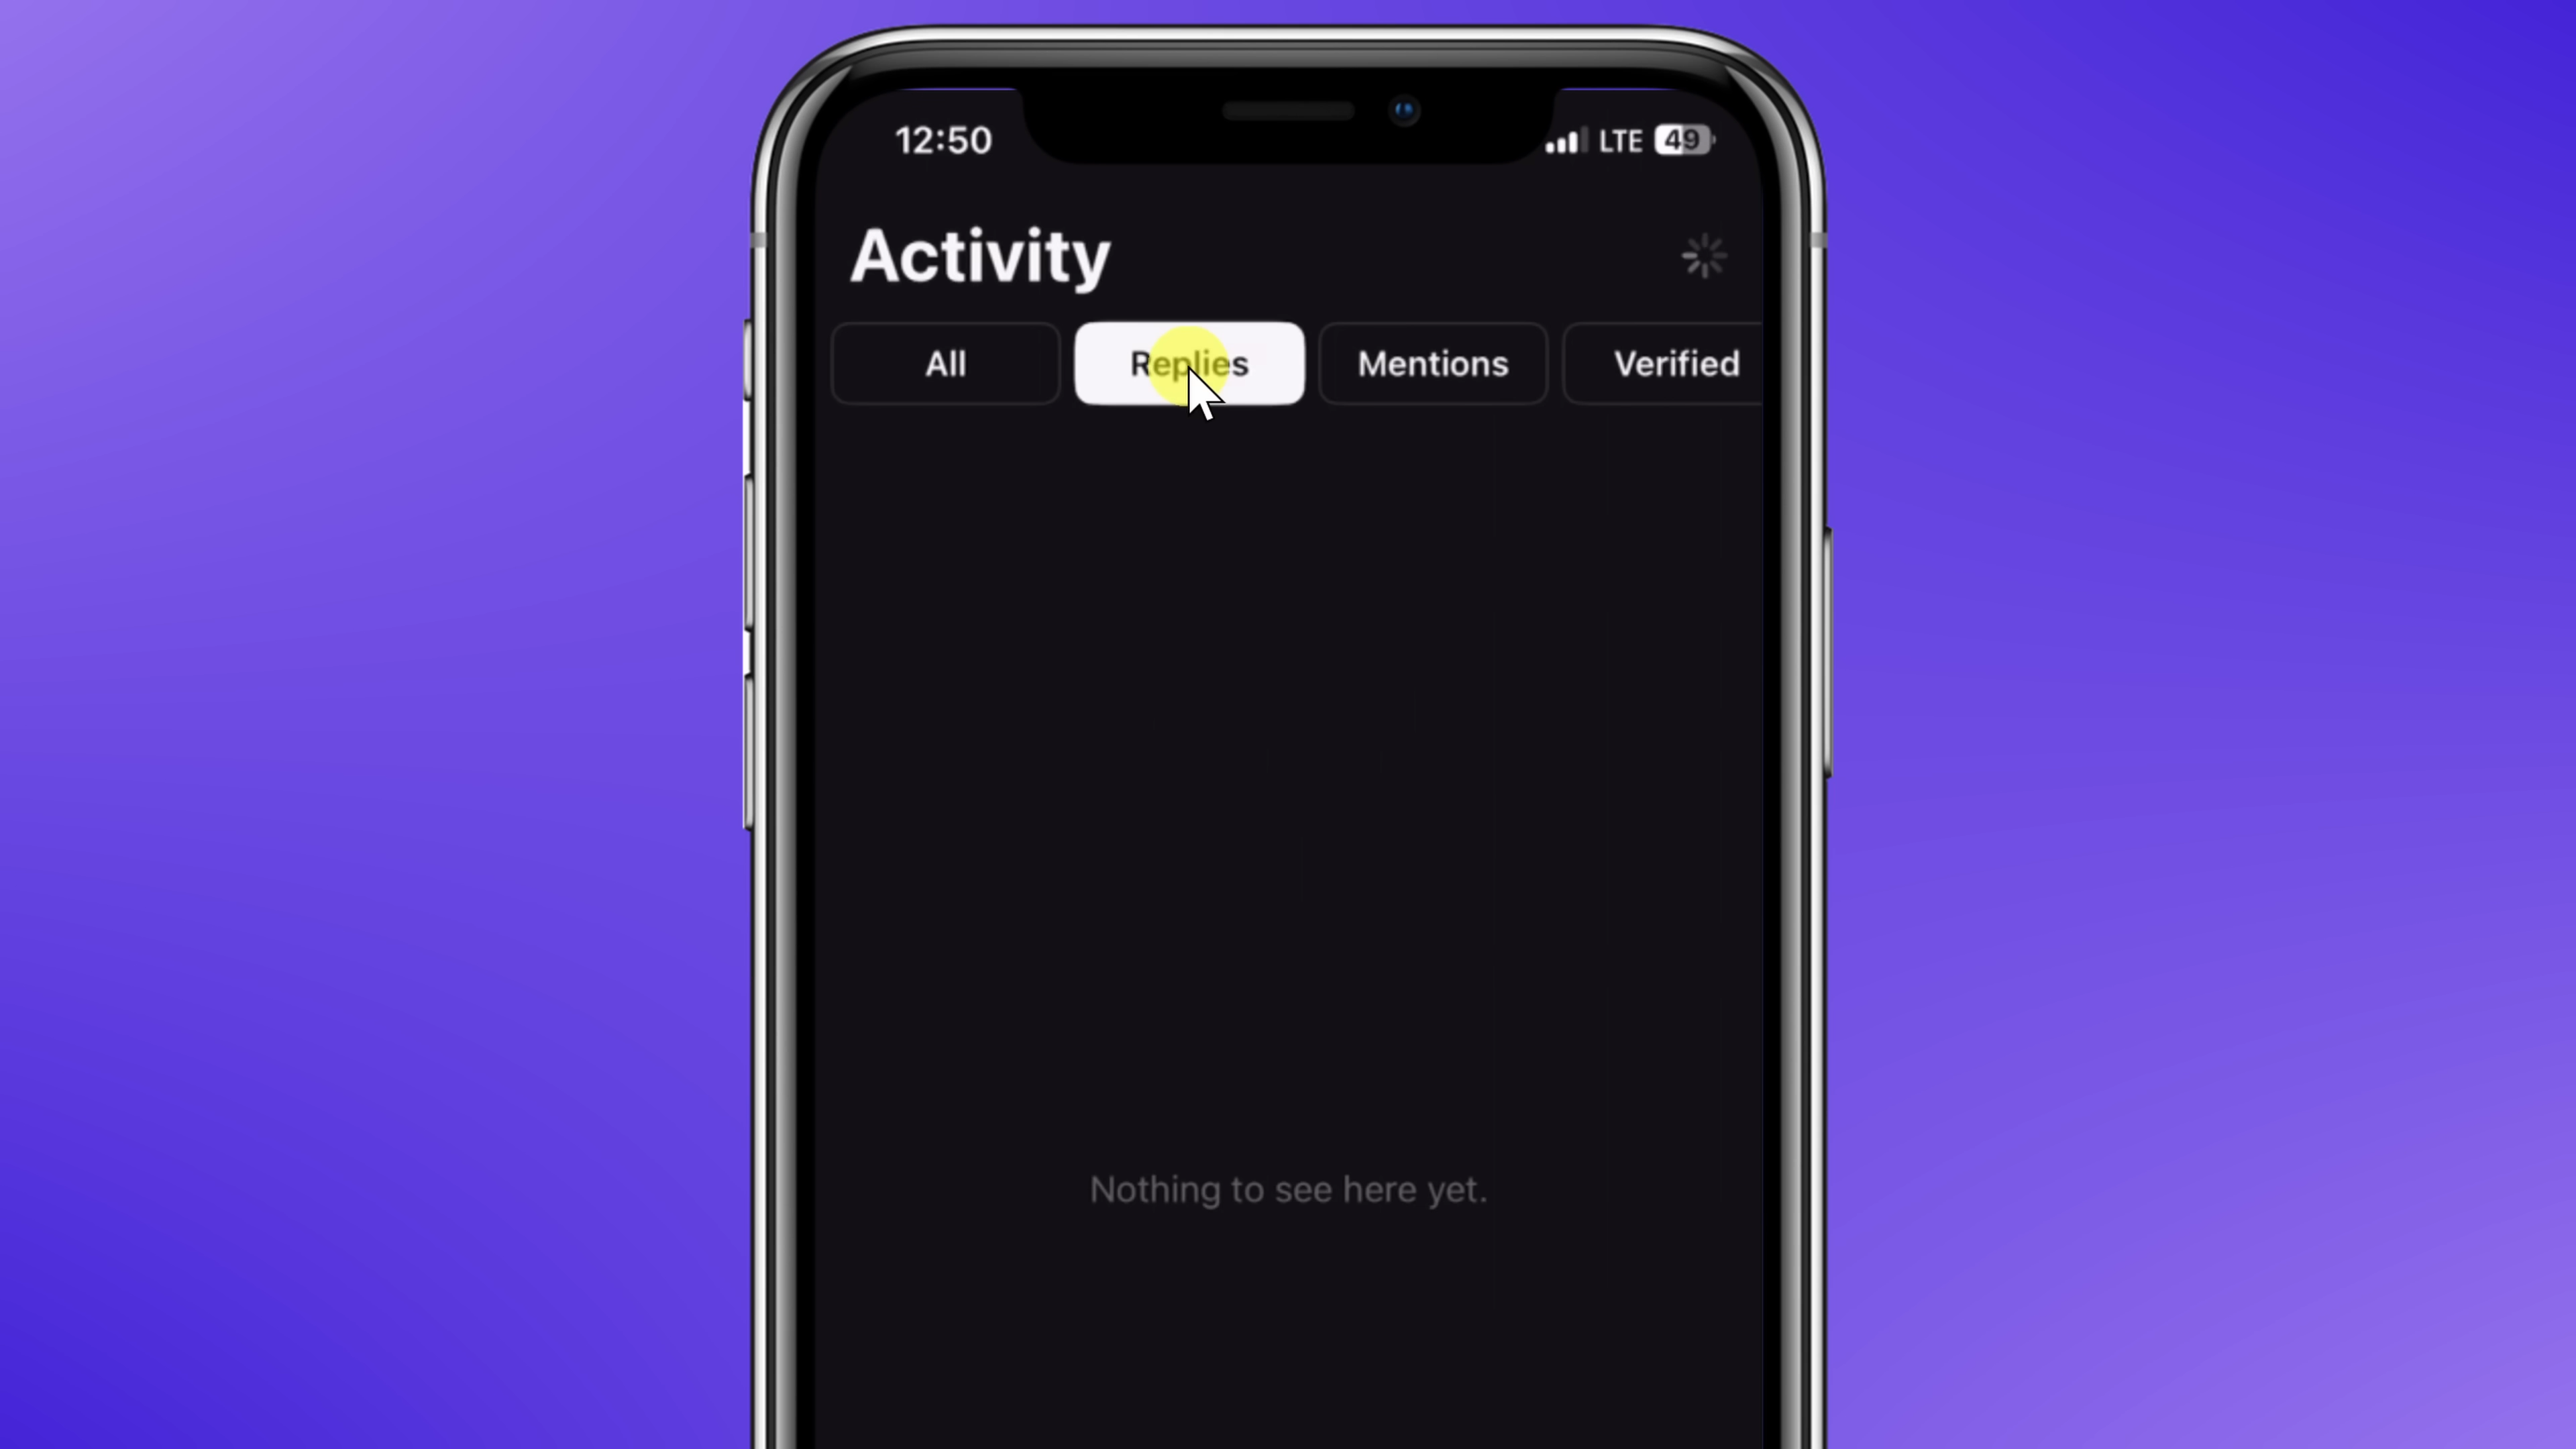 12:50 LTE 49
Activity
All Replies Mentions Verified
Nothing to see here yet.